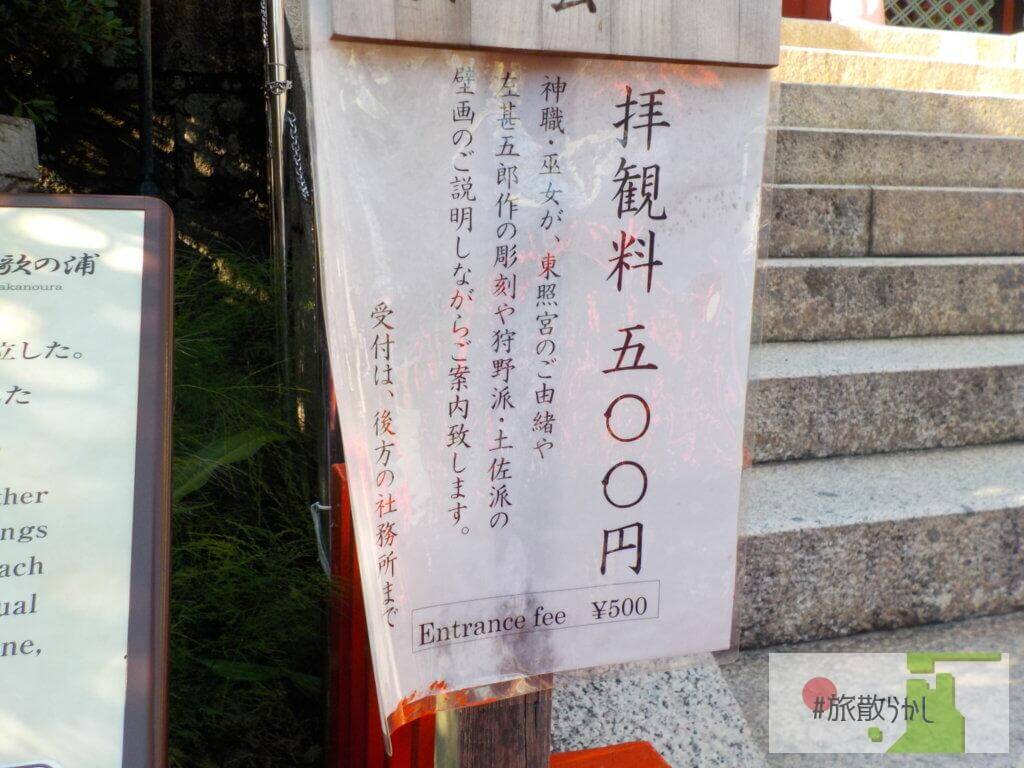 拝観料 五〇〇円
神職・巫女が、東照宮のご由緒や
左甚五郎作の彫刻や狩野派・土佐派の
壁画のご説明しながらご案内致します。
受付は、後方の社務所まで
Entrance fee ¥500
歌の浦
akanoura
立した。
た
ther
ngs
ach
ual
ne,
#旅散らかし